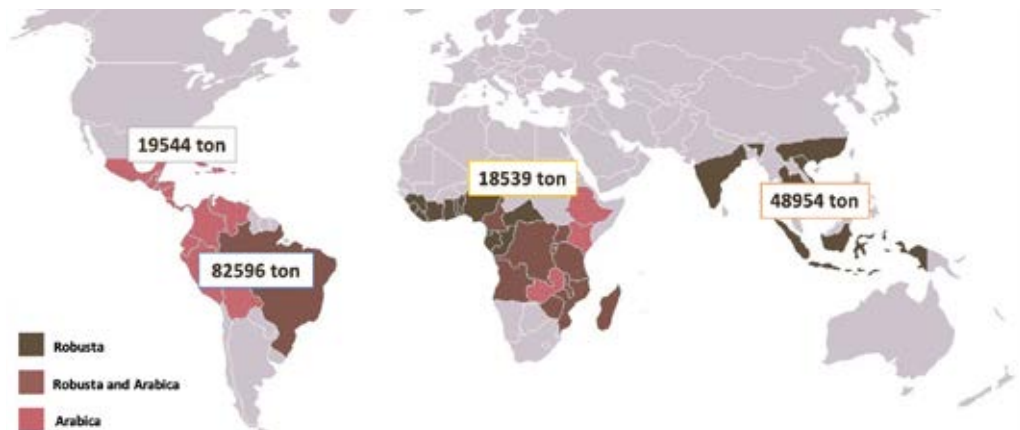 19544 ton
18539 ton
48954 ton
82596 ton
Robusta
Robusta and Arabica
Arabica